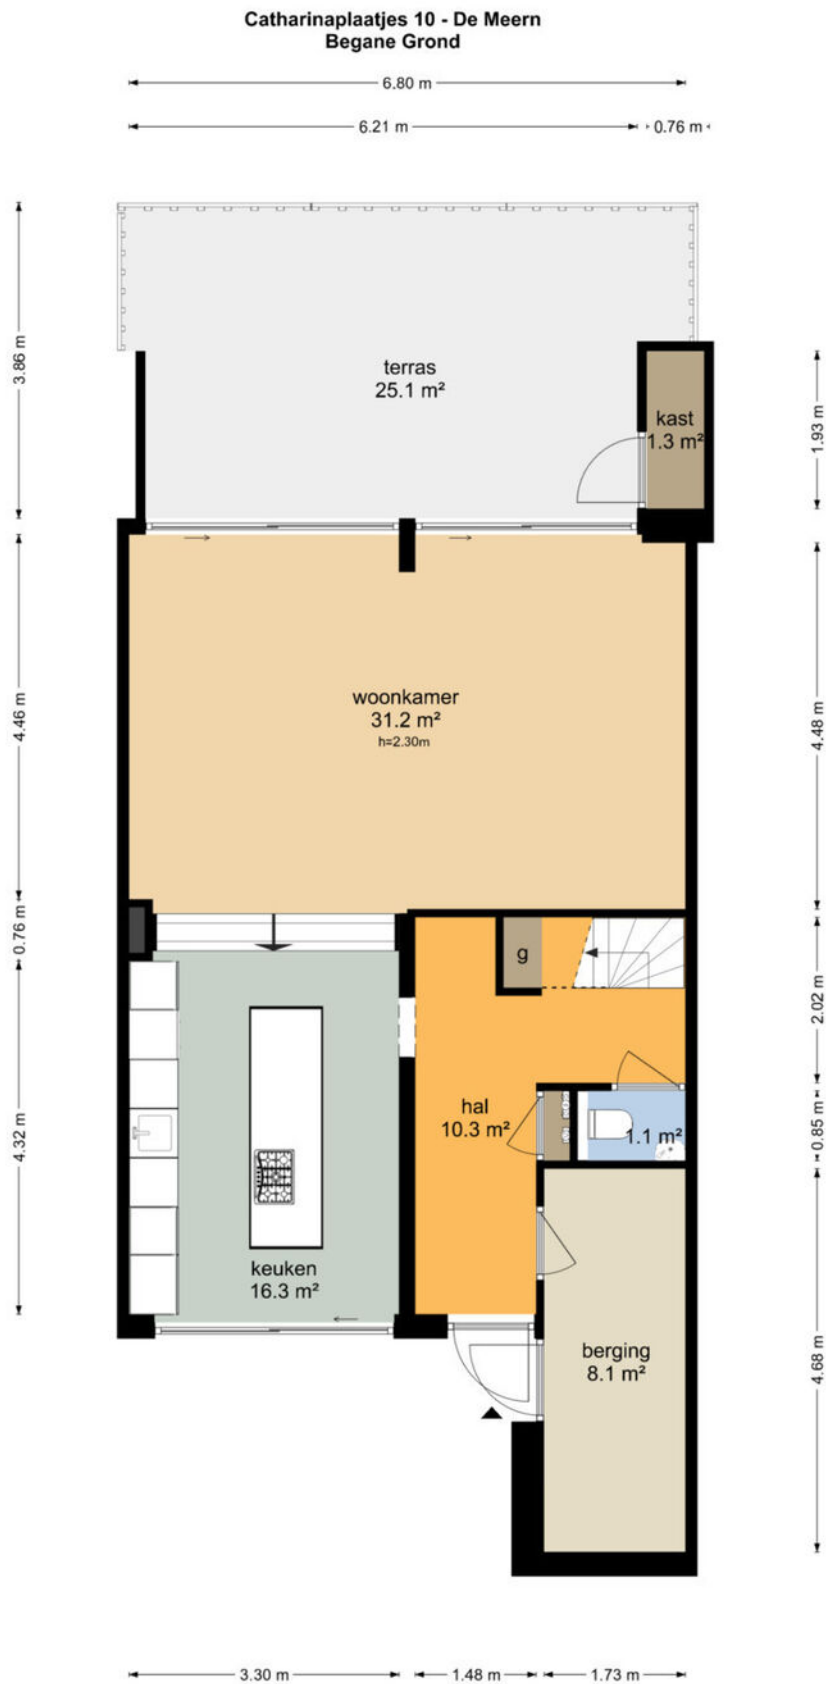 Catharinaplaatjes 10 - De Meern
Begane Grond
6.80 m
6.21 m
0.76 m
3.86 m
terras
25.1 m²
kast
1.3 m²
1.93 m
4.46 m
woonkamer
31.2 m²
h=2.30m
4.48 m
0.76 m
g
2.02 m
4.32 m
hal
10.3 m²
1.1 m²
0.85 m
keuken
16.3 m²
berging
8.1 m²
4.68 m
3.30 m
1.48 m
1.73 m